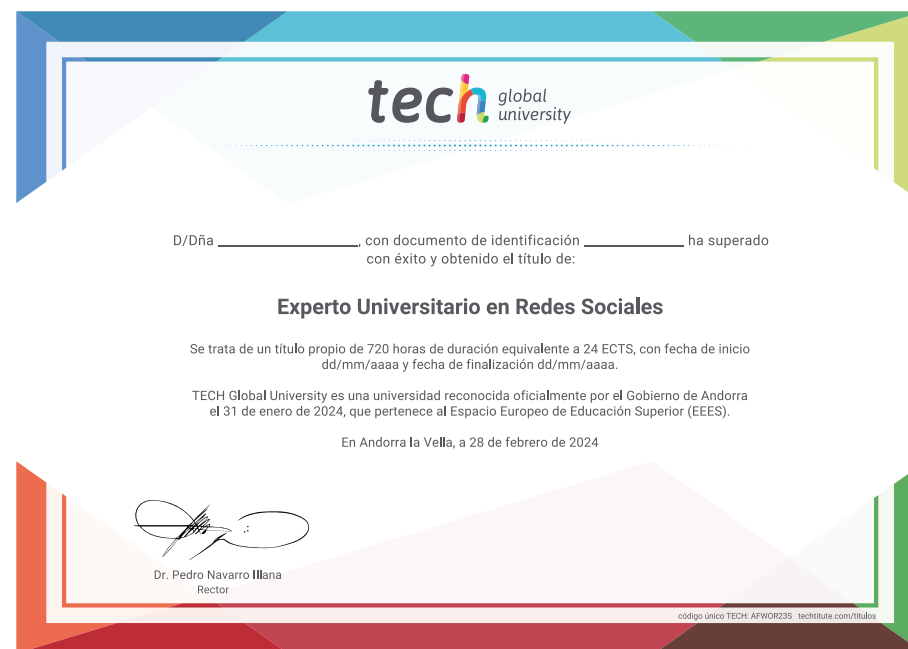 tech global university
D/Dña ____________________, con documento de identificación ______________ ha superado
con éxito y obtenido el título de:
Experto Universitario en Redes Sociales
Se trata de un título propio de 720 horas de duración equivalente a 24 ECTS, con fecha de inicio
dd/mm/aaaa y fecha de finalización dd/mm/aaaa.
TECH Global University es una universidad reconocida oficialmente por el Gobierno de Andorra
el 31 de enero de 2024, que pertenece al Espacio Europeo de Educación Superior (EEES).
En Andorra la Vella, a 28 de febrero de 2024
Dr. Pedro Navarro Illana
Rector
código único TECH: AFWOR23S techtitute.com/titulos